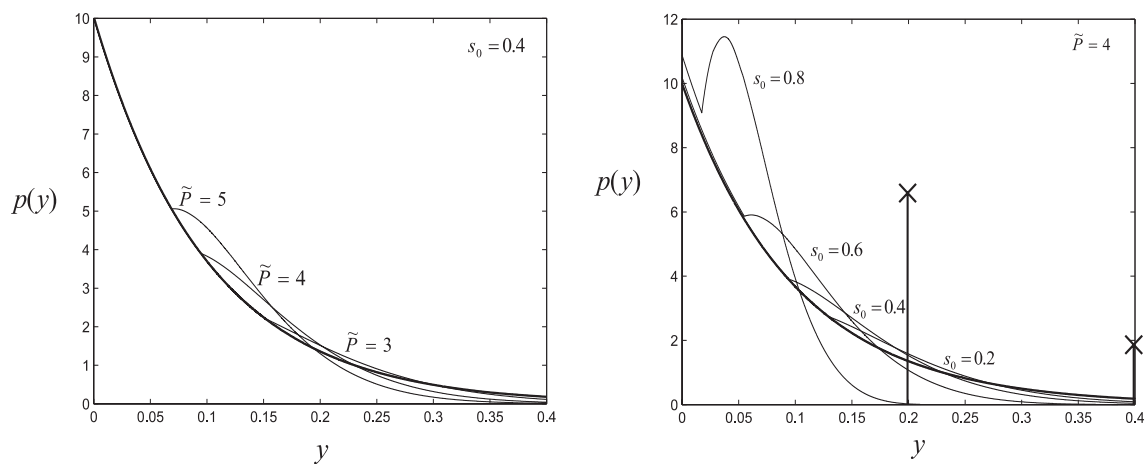 10
9
8
7
6
5
4
3
2
1
0
p(y)
s₀ = 0.4
P̃ = 5
P̃ = 4
P̃ = 3
0 0.05 0.1 0.15 0.2 0.25 0.3 0.35 0.4
y
12
10
8
6
4
2
0
p(y)
P̃ = 4
s₀ = 0.8
s₀ = 0.6
s₀ = 0.4
s₀ = 0.2
0 0.05 0.1 0.15 0.2 0.25 0.3 0.35 0.4
y